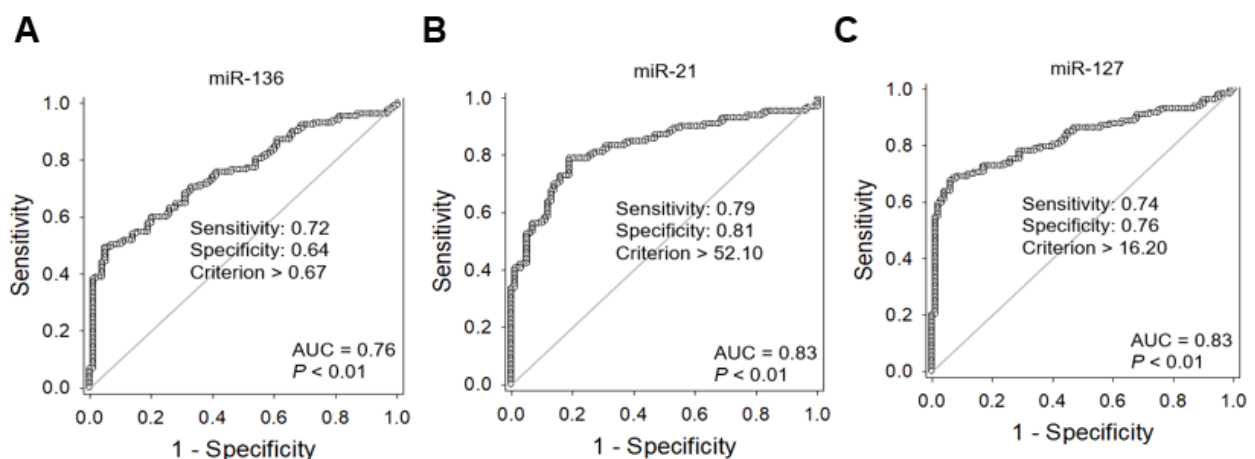 A
miR-136
1.0
0.8
0.6
0.4
0.2
0.0
Sensitivity
Sensitivity: 0.72
Specificity: 0.64
Criterion > 0.67
AUC = 0.76
P < 0.01
0.0 0.2 0.4 0.6 0.8 1.0
1 - Specificity
B
miR-21
1.0
0.8
0.6
0.4
0.2
0.0
Sensitivity
Sensitivity: 0.79
Specificity: 0.81
Criterion > 52.10
AUC = 0.83
P < 0.01
0.0 0.2 0.4 0.6 0.8 1.0
1 - Specificity
C
miR-127
1.0
0.8
0.6
0.4
0.2
0.0
Sensitivity
Sensitivity: 0.74
Specificity: 0.76
Criterion > 16.20
AUC = 0.83
P < 0.01
0.0 0.2 0.4 0.6 0.8 1.0
1 - Specificity